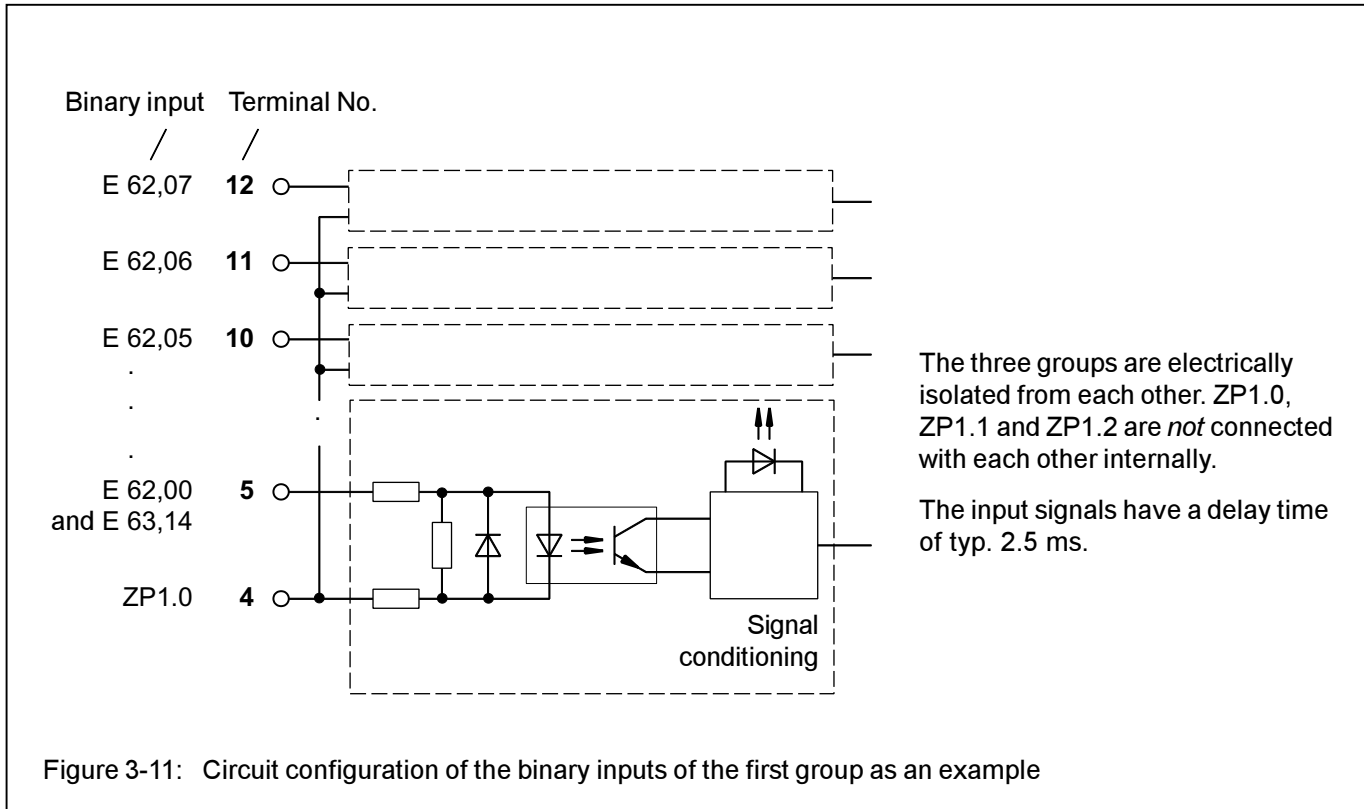 Binary input Terminal No.
E 62,07 12
E 62,06 11
E 62,05 10
.
.
.
.
E 62,00 5
and E 63,14
ZP1.0 4
Signal
conditioning
The three groups are electrically
isolated from each other. ZP1.0,
ZP1.1 and ZP1.2 are not connected
with each other internally.
The input signals have a delay time
of typ. 2.5 ms.
Figure 3-11: Circuit configuration of the binary inputs of the first group as an example